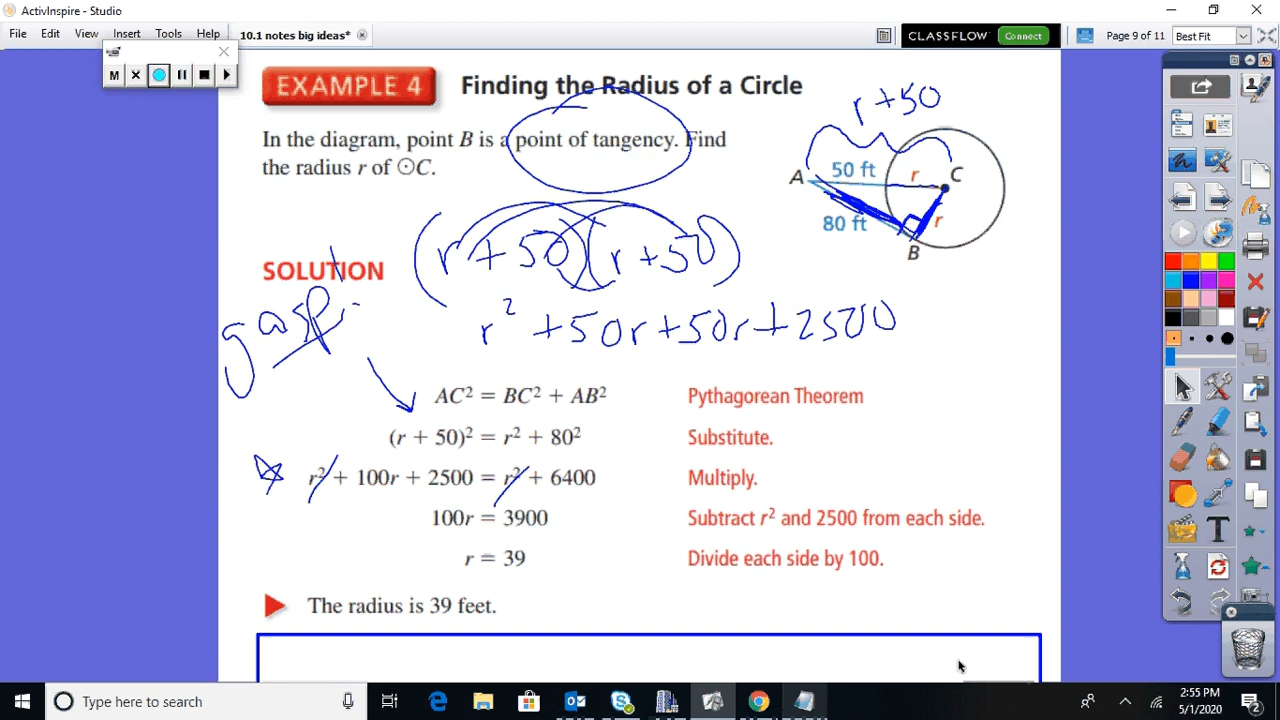 ActivInspire - Studio
File Edit View Insert Tools Help 10.1 notes big ideas* CLASSFLOW Connect Page 9 of 11 Best Fit
M
EXAMPLE 4 Finding the Radius of a Circle
In the diagram, point B is a point of tangency. Find
the radius r of ⊙C.
r + 50
A 50 ft r C
80 ft r
B
(r + 50)(r + 50)
SOLUTION
gasp!
r² + 50r + 50r + 2500
AC² = BC² + AB² Pythagorean Theorem
(r + 50)² = r² + 80² Substitute.
r² + 100r + 2500 = r² + 6400 Multiply.
100r = 3900 Subtract r² and 2500 from each side.
r = 39 Divide each side by 100.
The radius is 39 feet.
Type here to search
2:55 PM
5/1/2020
2